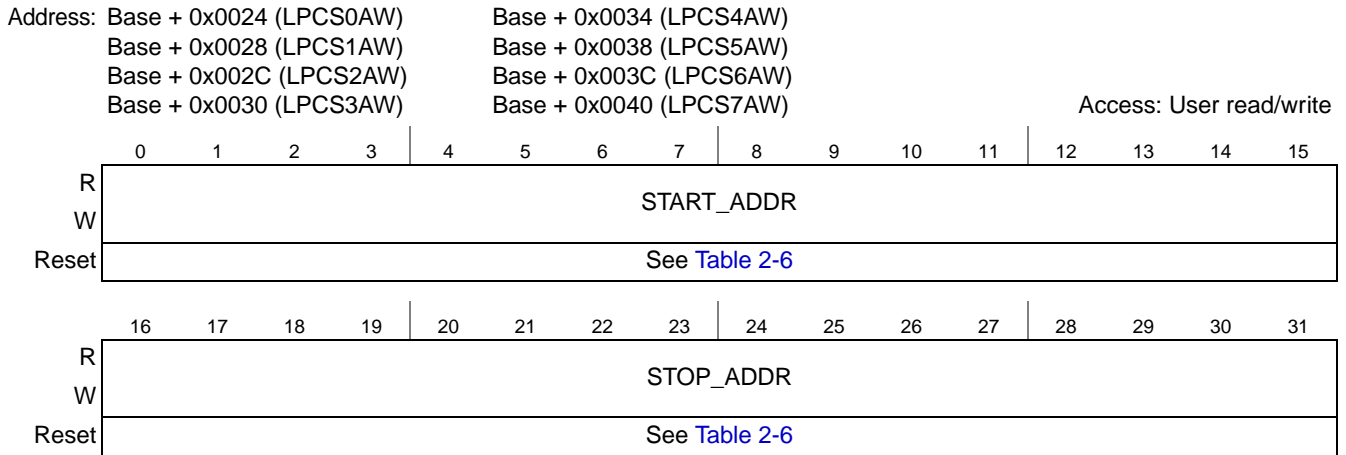 Address: Base + 0x0024 (LPCS0AW) Base + 0x0034 (LPCS4AW)
Base + 0x0028 (LPCS1AW) Base + 0x0038 (LPCS5AW)
Base + 0x002C (LPCS2AW) Base + 0x003C (LPCS6AW)
Base + 0x0030 (LPCS3AW) Base + 0x0040 (LPCS7AW) Access: User read/write
0 1 2 3 4 5 6 7 8 9 10 11 12 13 14 15
R
START_ADDR
W
Reset See Table 2-6
16 17 18 19 20 21 22 23 24 25 26 27 28 29 30 31
R
STOP_ADDR
W
Reset See Table 2-6